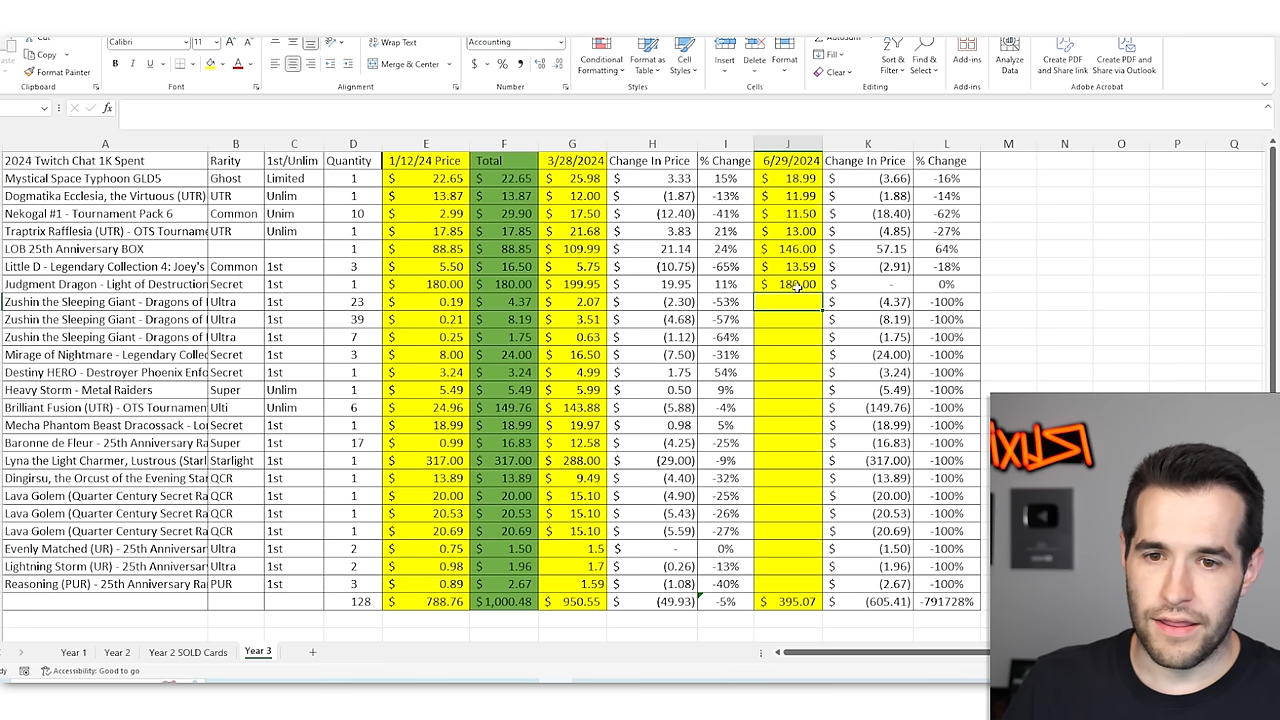 Cut
Copy
Format Painter
Clipboard
Calibri 11
B I U
Font
Wrap Text
Merge & Center
Alignment
Accounting
$ % ,
Number
Conditional Formatting
Format as Table
Cell Styles
Styles
Insert Delete Format
Cells
AutoSum
Fill
Clear
Sort & Filter
Find & Select
Editing
Add-ins
Add-ins
Analyze Data
Create PDF and Share link
Create PDF and Share via Outlook
Adobe Acrobat
fx
A B C D E F G H I J K L M N O P Q
2024 Twitch Chat 1K Spent Rarity 1st/Unlim Quantity 1/12/24 Price Total 3/28/2024 Change In Price % Change 6/29/2024 Change In Price % Change
Mystical Space Typhoon GLD5 Ghost Limited 1 $ 22.65 $ 22.65 $ 25.98 $ 3.33 15% $ 18.99 $ (3.66) -16%
Dogmatika Ecclesia, the Virtuous (UTR) UTR Unlim 1 $ 13.87 $ 13.87 $ 12.00 $ (1.87) -13% $ 11.99 $ (1.88) -14%
Nekogal #1 - Tournament Pack 6 Common Unim 10 $ 2.99 $ 29.90 $ 17.50 $ (12.40) -41% $ 11.50 $ (18.40) -62%
Traptrix Rafflesia (UTR) - OTS Tournam UTR Unlim 1 $ 17.85 $ 17.85 $ 21.68 $ 3.83 21% $ 13.00 $ (4.85) -27%
LOB 25th Anniversary BOX 1 $ 88.85 $ 88.85 $ 109.99 $ 21.14 24% $ 146.00 $ 57.15 64%
Little D - Legendary Collection 4: Joey's Common 1st 3 $ 5.50 $ 16.50 $ 5.75 $ (10.75) -65% $ 13.59 $ (2.91) -18%
Judgment Dragon - Light of Destruction Secret 1st 1 $ 180.00 $ 180.00 $ 199.95 $ 19.95 11% $ 180.00 $ - 0%
Zushin the Sleeping Giant - Dragons of l Ultra 1st 23 $ 0.19 $ 4.37 $ 2.07 $ (2.30) -53% $ (4.37) -100%
Zushin the Sleeping Giant - Dragons of l Ultra 1st 39 $ 0.21 $ 8.19 $ 3.51 $ (4.68) -57% $ (8.19) -100%
Zushin the Sleeping Giant - Dragons of l Ultra 1st 7 $ 0.25 $ 1.75 $ 0.63 $ (1.12) -64% $ (1.75) -100%
Mirage of Nightmare - Legendary Collec Secret 1st 3 $ 8.00 $ 24.00 $ 16.50 $ (7.50) -31% $ (24.00) -100%
Destiny HERO - Destroyer Phoenix Enfo Secret 1st 1 $ 3.24 $ 3.24 $ 4.99 $ 1.75 54% $ (3.24) -100%
Heavy Storm - Metal Raiders Super Unlim 1 $ 5.49 $ 5.49 $ 5.99 $ 0.50 9% $ (5.49) -100%
Brilliant Fusion (UTR) - OTS Tournamen Ulti Unlim 6 $ 24.96 $ 149.76 $ 143.88 $ (5.88) -4% $ (149.76) -100%
Mecha Phantom Beast Dracossack - Lo Secret 1st 1 $ 18.99 $ 18.99 $ 19.97 $ 0.98 5% $ (18.99) -100%
Baronne de Fleur - 25th Anniversary Ra Super 1st 17 $ 0.99 $ 16.83 $ 12.58 $ (4.25) -25% $ (16.83) -100%
Lyna the Light Charmer, Lustrous (Starl Starlight 1st 1 $ 317.00 $ 317.00 $ 288.00 $ (29.00) -9% $ (317.00) -100%
Dingirsu, the Orcust of the Evening Star QCR 1st 1 $ 13.89 $ 13.89 $ 9.49 $ (4.40) -32% $ (13.89) -100%
Lava Golem (Quarter Century Secret Ra QCR 1st 1 $ 20.00 $ 20.00 $ 15.10 $ (4.90) -25% $ (20.00) -100%
Lava Golem (Quarter Century Secret Ra QCR 1st 1 $ 20.53 $ 20.53 $ 15.10 $ (5.43) -26% $ (20.53) -100%
Lava Golem (Quarter Century Secret Ra QCR 1st 1 $ 20.69 $ 20.69 $ 15.10 $ (5.59) -27% $ (20.69) -100%
Evenly Matched (UR) - 25th Anniversar Ultra 1st 2 $ 0.75 $ 1.50 1.5 $ - 0% $ (1.50) -100%
Lightning Storm (UR) - 25th Anniversar Ultra 1st 2 $ 0.98 $ 1.96 1.7 $ (0.26) -13% $ (1.96) -100%
Reasoning (PUR) - 25th Anniversary Ra PUR 1st 3 $ 0.89 $ 2.67 1.59 $ (1.08) -40% $ (2.67) -100%
128 $ 788.76 $ 1,000.48 $ 950.55 $ (49.93) -5% $ 395.07 $ (605.41) -791728%
Year 1 Year 2 Year 2 SOLD Cards Year 3 +
Accessibility: Good to go